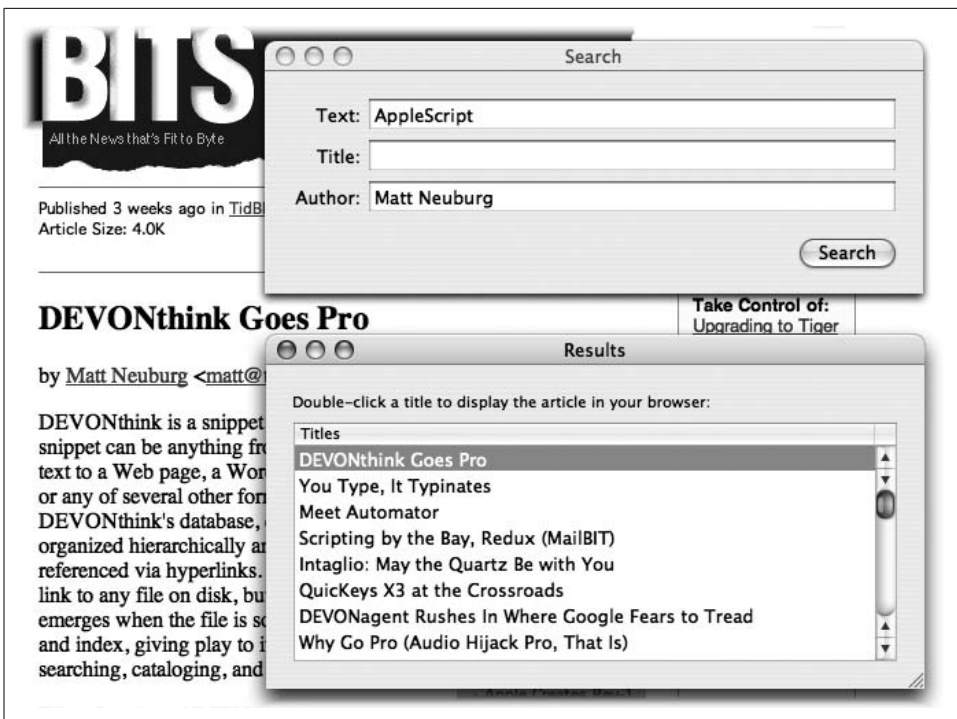 BITS
All the News that's Fit to Byte
Published 3 weeks ago in TidB
Article Size: 4.0K
DEVONthink Goes Pro
by Matt Neuburg <matt@
DEVONthink is a snippet
snippet can be anything
text to a Web page, a
or any of several other
DEVONthink's database,
organized hierarchically
referenced via hyperlinks.
link to any file on disk,
emerges when the file is
and index, giving play to
searching, cataloging, and
Search
Text: AppleScript
Title:
Author: Matt Neuburg
Search
Take Control of:
Upgrading to Tiger
Results
Double-click a title to display the article in your browser:
Titles
DEVONthink Goes Pro
You Type, It Typinates
Meet Automator
Scripting by the Bay, Redux (MailBIT)
Intaglio: May the Quartz Be with You
QuicKeys X3 at the Crossroads
DEVONagent Rushes In Where Google Fears to Tread
Why Go Pro (Audio Hijack Pro, That Is)